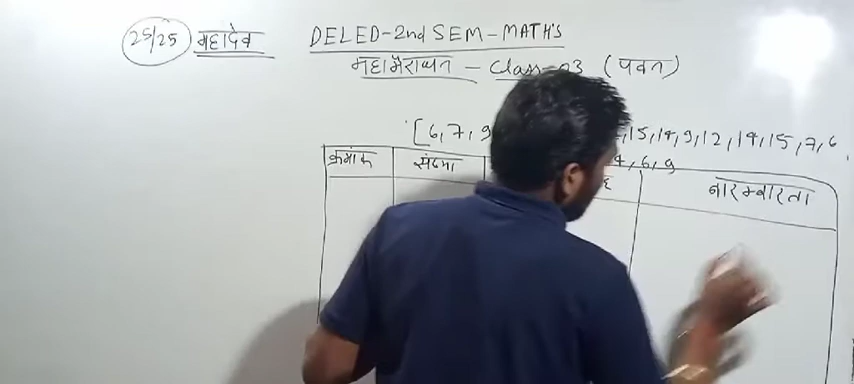 25/25 महादेव DELED-2nd SEM-MATH'S
महामैराथन - Class-03 (पवन)
[6, 7, 9 15, 14, 9, 12, 14, 15, 7, 6,
4, 6, 9
क्रमांक संख्या बारम्बारता